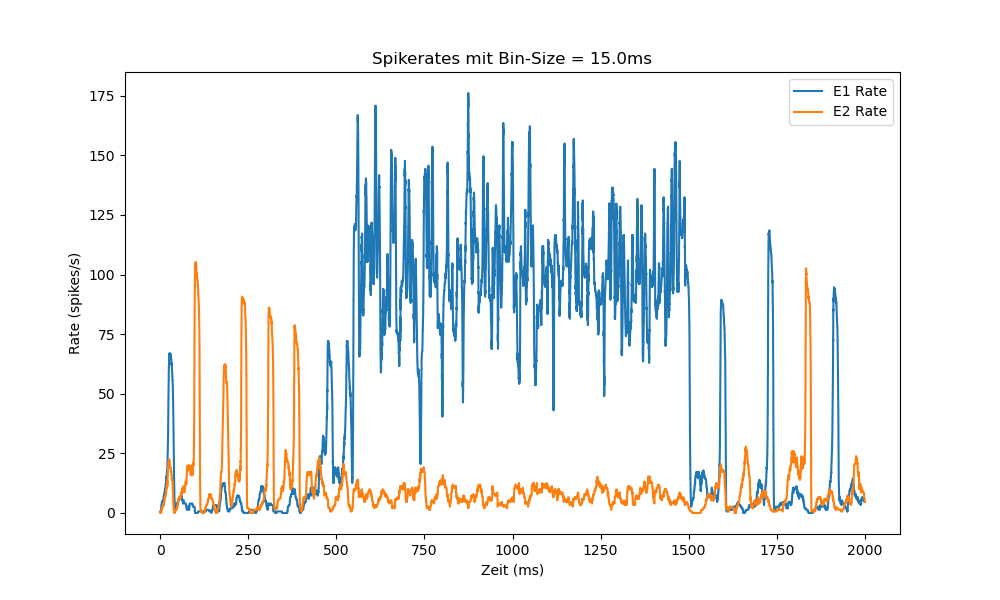 Spikerates mit Bin-Size = 15.0ms
E1 Rate
E2 Rate
Rate (spikes/s)
175
150
125
100
75
50
25
0
0 250 500 750 1000 1250 1500 1750 2000
Zeit (ms)